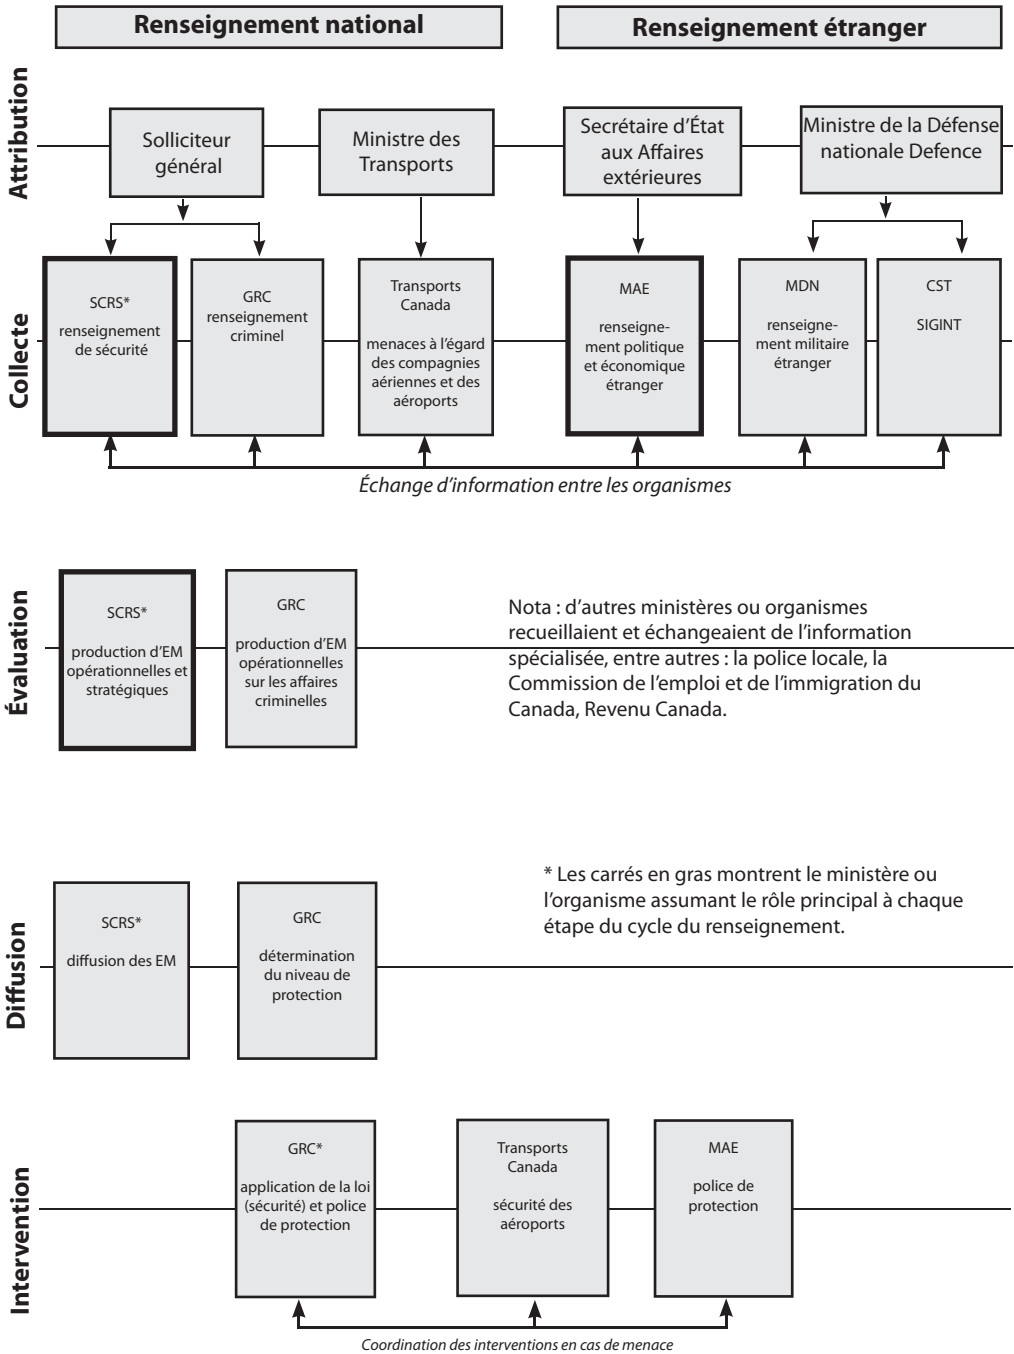 Renseignement national
Renseignement étranger
Attribution
Solliciteur
général
Ministre des
Transports
Secrétaire d'État
aux Affaires
extérieures
Ministre de la Défense
nationale Defence
Collecte
SCRS*
renseignement
de sécurité
GRC
renseignement
criminel
Transports
Canada
menaces à l'égard
des compagnies
aériennes et des
aéroports
MAE
renseigne-
ment politique
et économique
étranger
MDN
renseigne-
ment militaire
étranger
CST
SIGINT
Échange d'information entre les organismes
Évaluation
SCRS*
production d'EM
opérationnelles et
stratégiques
GRC
production d'EM
opérationnelles
sur les affaires
criminelles
Nota : d'autres ministères ou organismes
recueillaient et échangeaient de l'information
spécialisée, entre autres : la police locale, la
Commission de l'emploi et de l'immigration du
Canada, Revenu Canada.
Diffusion
SCRS*
diffusion des EM
GRC
détermination
du niveau de
protection
* Les carrés en gras montrent le ministère ou
l'organisme assumant le rôle principal à chaque
étape du cycle du renseignement.
Intervention
GRC*
application de la loi
(sécurité) et police
de protection
Transports
Canada
sécurité des
aéroports
MAE
police de
protection
Coordination des interventions en cas de menace